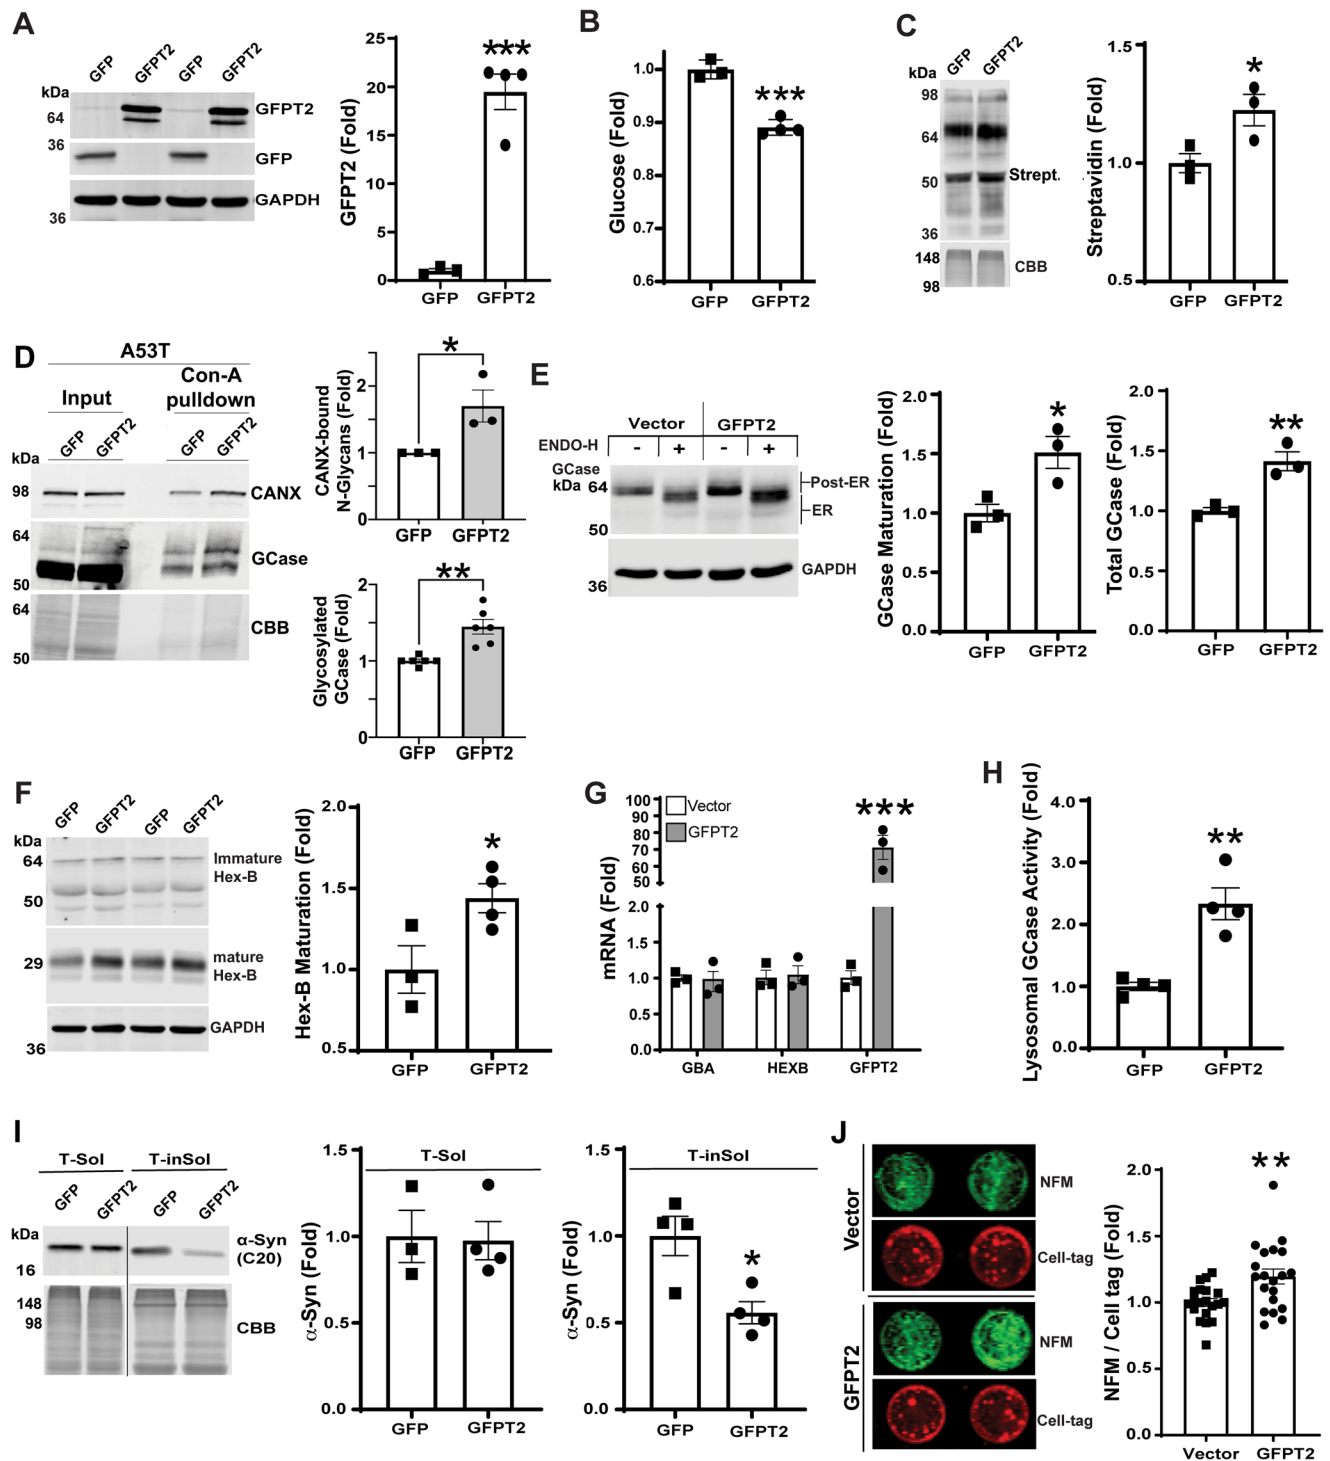 A
GFP
GFPT2
GFP
GFPT2
kDa
64
36
36
GFPT2
GFP
GAPDH
GFPT2 (Fold)
25
20
15
10
5
0
***
GFP
GFPT2
B
Glucose (Fold)
1.0
0.9
0.8
0.7
0.6
***
GFP
GFPT2
C
GFP
GFPT2
kDa
98
64
50
36
148
98
Strept.
CBB
Streptavidin (Fold)
1.5
1.0
0.5
*
GFP
GFPT2
D
A53T
Input
Con-A
pulldown
GFP
GFPT2
GFP
GFPT2
kDa
98
64
50
64
50
CANX
GCase
CBB
CANX-bound
N-Glycans (Fold)
2
1
0
*
GFP
GFPT2
Glycosylated
GCase (Fold)
2
1
0
**
GFP
GFPT2
E
Vector
GFPT2
ENDO-H
-
+
-
+
GCase
kDa
64
50
36
Post-ER
ER
GAPDH
GCase Maturation (Fold)
2.0
1.5
1.0
0.5
0.0
*
GFP
GFPT2
Total GCase (Fold)
2.0
1.5
1.0
0.5
0.0
**
GFP
GFPT2
F
GFP
GFPT2
GFP
GFPT2
kDa
64
50
29
36
Immature
Hex-B
mature
Hex-B
GAPDH
Hex-B Maturation (Fold)
2.0
1.5
1.0
0.5
*
GFP
GFPT2
G
Vector
GFPT2
mRNA (Fold)
100
90
80
70
60
50
2.0
1.5
1.0
0.5
0.0
***
GBA
HEXB
GFPT2
H
Lysosomal GCase Activity (Fold)
4.0
3.0
2.0
1.0
0.0
**
GFP
GFPT2
I
T-Sol
T-inSol
GFP
GFPT2
GFP
GFPT2
kDa
16
148
98
α-Syn
(C20)
CBB
α-Syn (Fold)
1.5
1.0
0.5
0.0
T-Sol
GFP
GFPT2
α-Syn (Fold)
1.5
1.0
0.5
0.0
T-inSol
*
GFP
GFPT2
J
Vector
GFPT2
NFM
Cell-tag
NFM
Cell-tag
NFM / Cell tag (Fold)
2.0
1.5
1.0
0.5
0.0
**
Vector
GFPT2